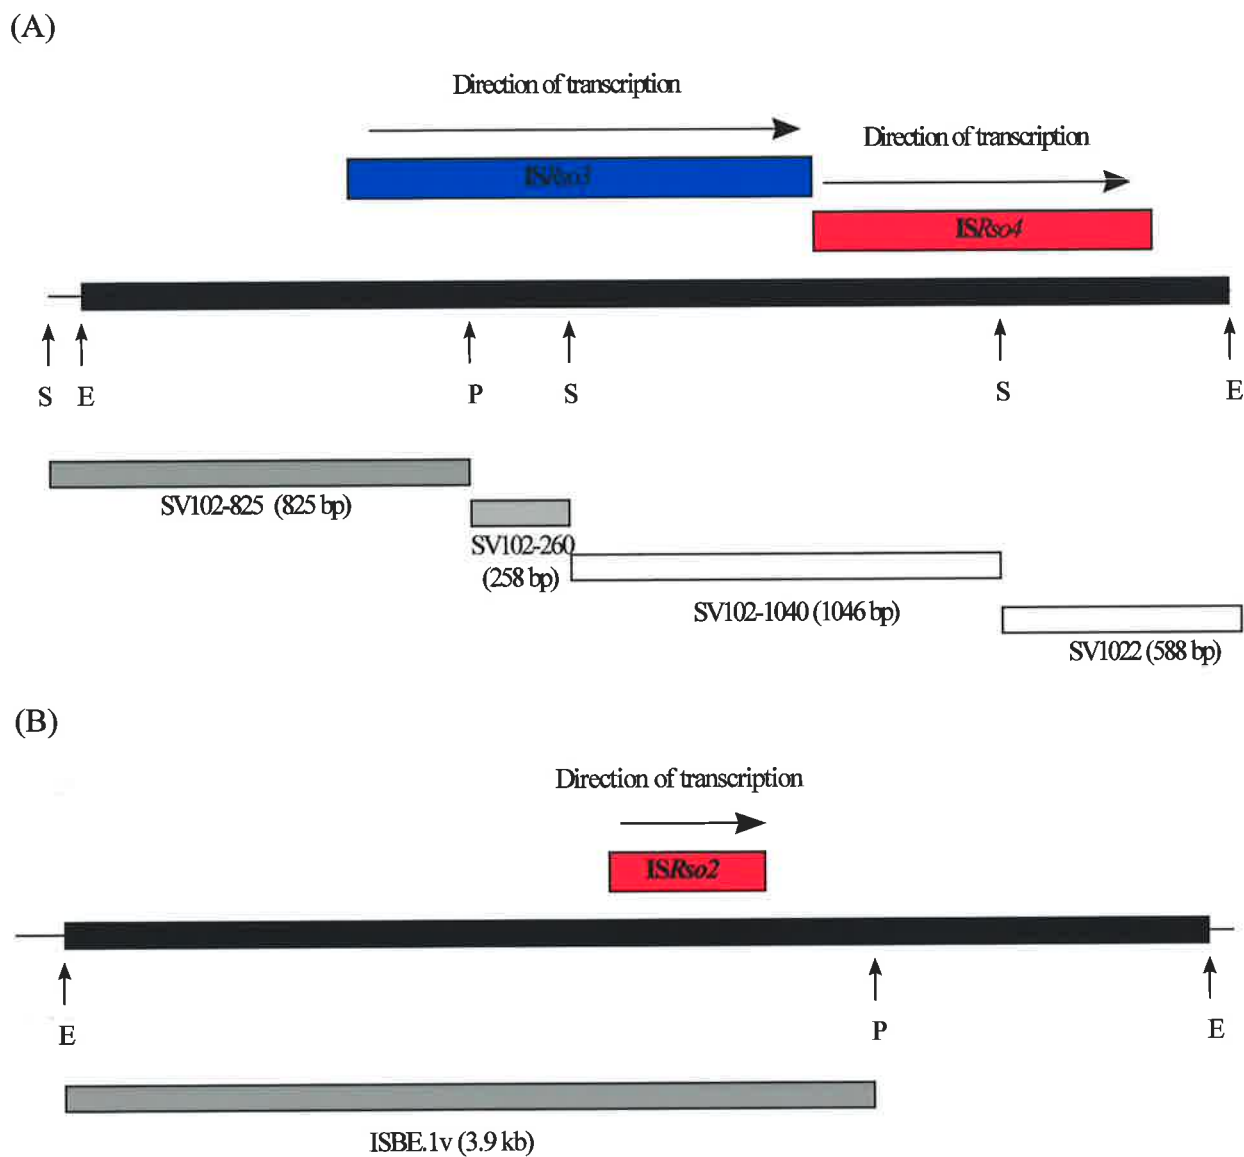 (A)
Direction of transcription
Direction of transcription
ISRso3
ISRso4
S E P S S E
SV102-825 (825 bp)
SV102-260
(258 bp)
SV102-1040 (1046 bp)
SV1022 (588 bp)
(B)
Direction of transcription
ISRso2
E P E
ISBE.1v (3.9 kb)